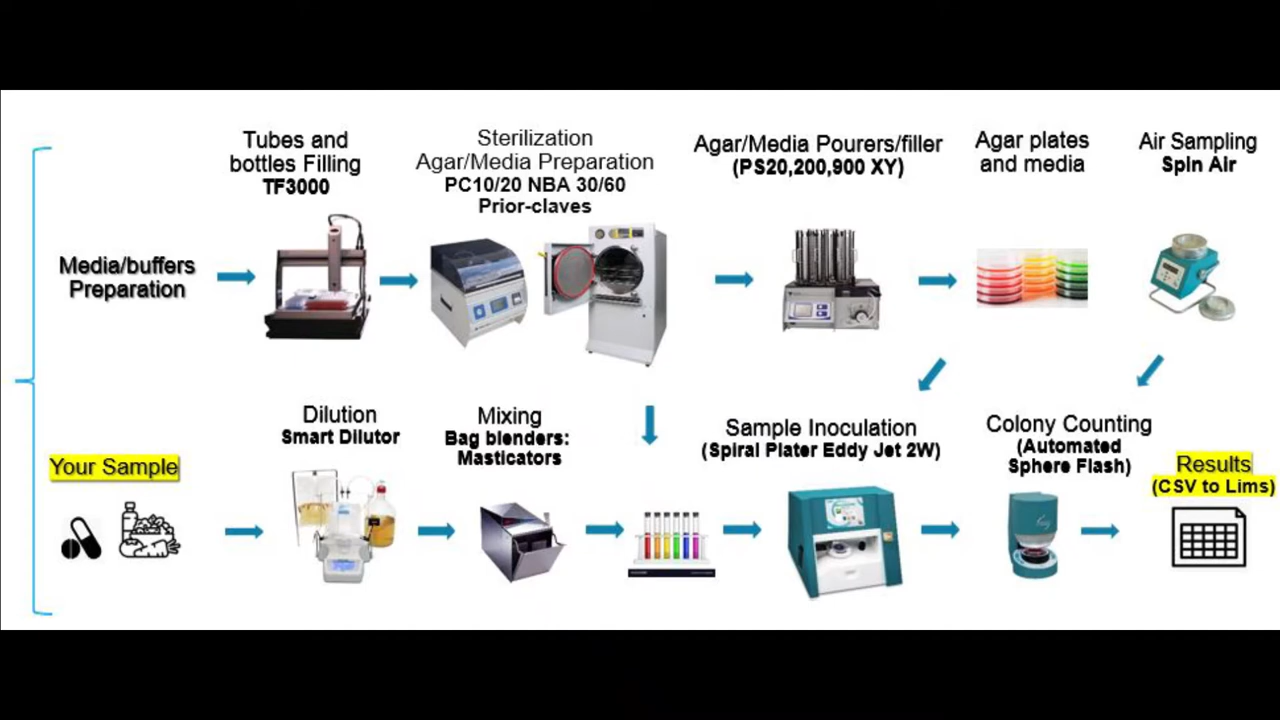 Tubes and
bottles Filling
TF3000
Sterilization
Agar/Media Preparation
PC10/20 NBA 30/60
Prior-claves
Agar/Media Pourers/filler
(PS20,200,900 XY)
Agar plates
and media
Air Sampling
Spin Air
Media/buffers
Preparation
Your Sample
Dilution
Smart Dilutor
Mixing
Bag blenders:
Masticators
Sample Inoculation
(Spiral Plater Eddy Jet 2W)
Colony Counting
(Automated
Sphere Flash)
Results
(CSV to Lims)